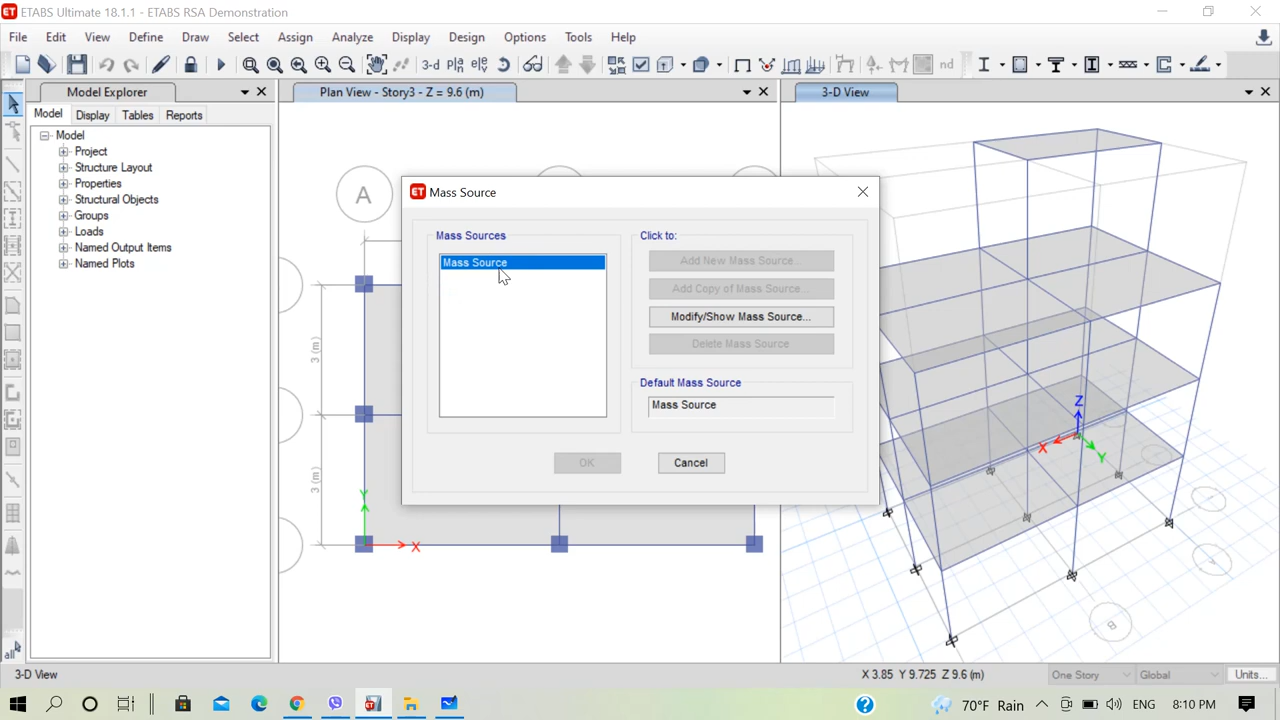 ETABS Ultimate 18.1.1 - ETABS RSA Demonstration
File Edit View Define Draw Select Assign Analyze Display Design Options Tools Help
3-d
nd
Model Explorer
Plan View - Story3 - Z = 9.6 (m)
3-D View
Model Display Tables Reports
Model
Project
Structure Layout
Properties
Structural Objects
Groups
Loads
Named Output Items
Named Plots
A
3 (m)
3 (m)
Y
X
Mass Source
Mass Sources
Mass Source
Click to:
Add New Mass Source
Add Copy of Mass Source...
Modify/Show Mass Source...
Delete Mass Source
Default Mass Source
Mass Source
OK
Cancel
Z
X
Y
B
all
3-D View
X 3.85 Y 9.725 Z 9.6 (m)
One Story
Global
Units...
70°F Rain
ENG
8:10 PM